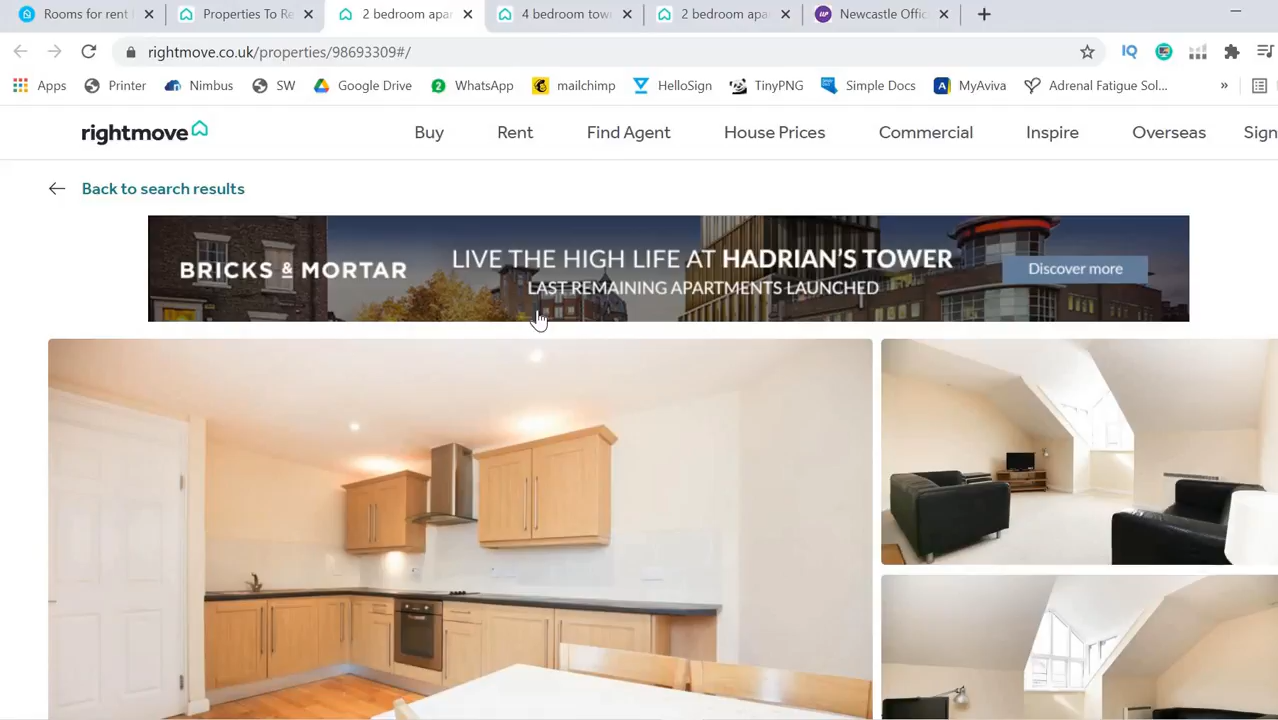 Rooms for rent
Properties To Re
2 bedroom apar
4 bedroom town
2 bedroom apa
Newcastle Offic
rightmove.co.uk/properties/98693309#/
IQ
Apps
Printer
Nimbus
SW
Google Drive
2
WhatsApp
mailchimp
HelloSign
TinyPNG
Simple Docs
A
MyAviva
Adrenal Fatigue Sol...
»
rightmove
Buy
Rent
Find Agent
House Prices
Commercial
Inspire
Overseas
Sign
Back to search results
BRICKS & MORTAR
LIVE THE HIGH LIFE AT HADRIAN'S TOWER
LAST REMAINING APARTMENTS LAUNCHED
Discover more